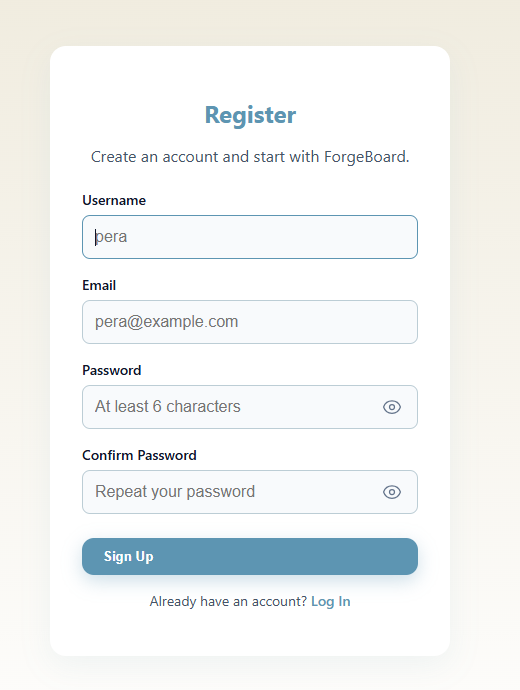 Register
Create an account and start with ForgeBoard.
Username
pera
Email
pera@example.com
Password
At least 6 characters
Confirm Password
Repeat your password
Sign Up
Already have an account? Log In